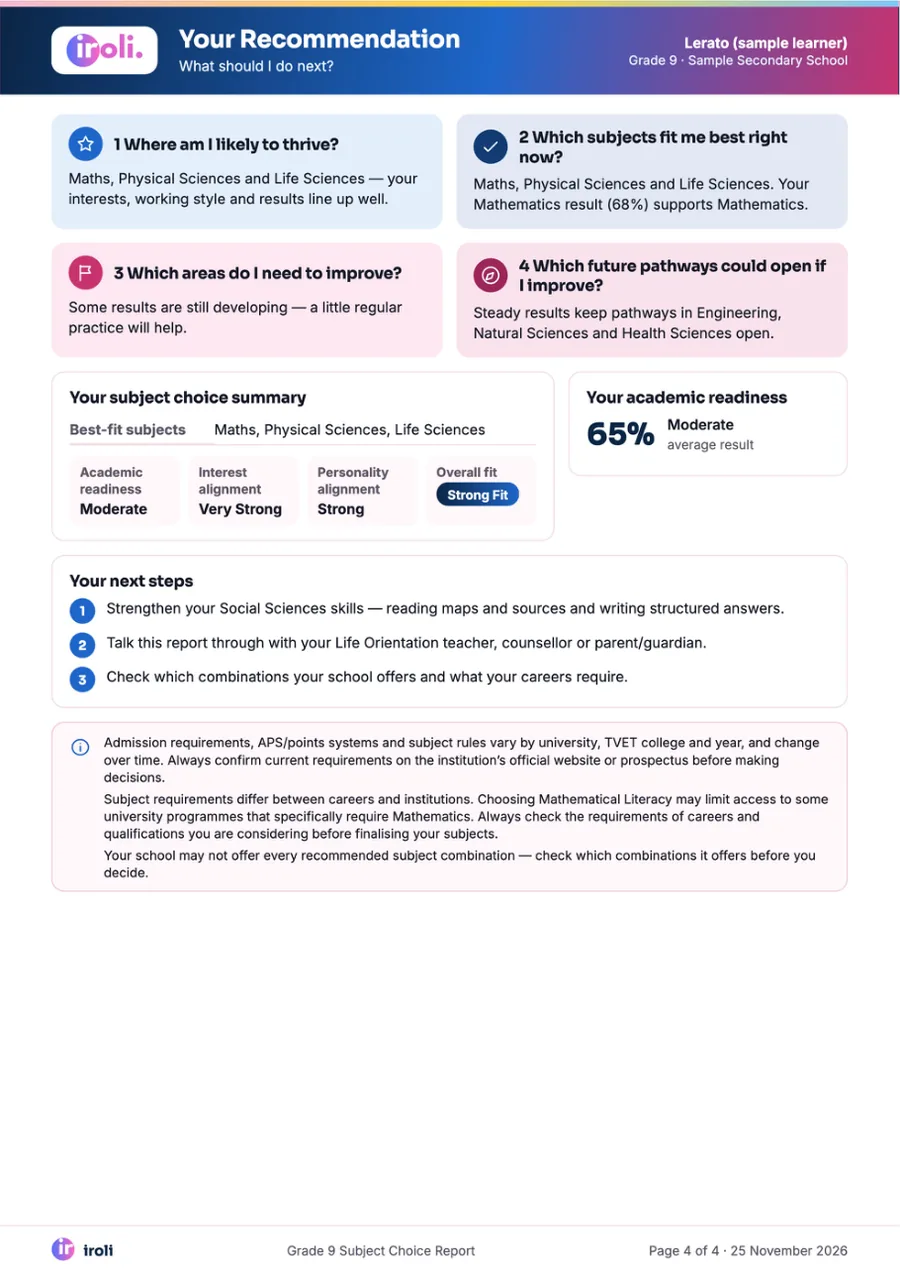 iroli.
Your Recommendation
What should I do next?
Lerato (sample learner)
Grade 9 · Sample Secondary School
1 Where am I likely to thrive?
Maths, Physical Sciences and Life Sciences — your
interests, working style and results line up well.
2 Which subjects fit me best right
now?
Maths, Physical Sciences and Life Sciences. Your
Mathematics result (68%) supports Mathematics.
3 Which areas do I need to improve?
Some results are still developing — a little regular
practice will help.
4 Which future pathways could open if
I improve?
Steady results keep pathways in Engineering,
Natural Sciences and Health Sciences open.
Your subject choice summary
Best-fit subjects Maths, Physical Sciences, Life Sciences
Academic
readiness
Moderate
Interest
alignment
Very Strong
Personality
alignment
Strong
Overall fit
Strong Fit
Your academic readiness
65% Moderate
average result
Your next steps
1 Strengthen your Social Sciences skills — reading maps and sources and writing structured answers.
2 Talk this report through with your Life Orientation teacher, counsellor or parent/guardian.
3 Check which combinations your school offers and what your careers require.
Admission requirements, APS/points systems and subject rules vary by university, TVET college and year, and change
over time. Always confirm current requirements on the institution's official website or prospectus before making
decisions.
Subject requirements differ between careers and institutions. Choosing Mathematical Literacy may limit access to some
university programmes that specifically require Mathematics. Always check the requirements of careers and
qualifications you are considering before finalising your subjects.
Your school may not offer every recommended subject combination — check which combinations it offers before you
decide.
ir iroli
Grade 9 Subject Choice Report
Page 4 of 4 · 25 November 2026